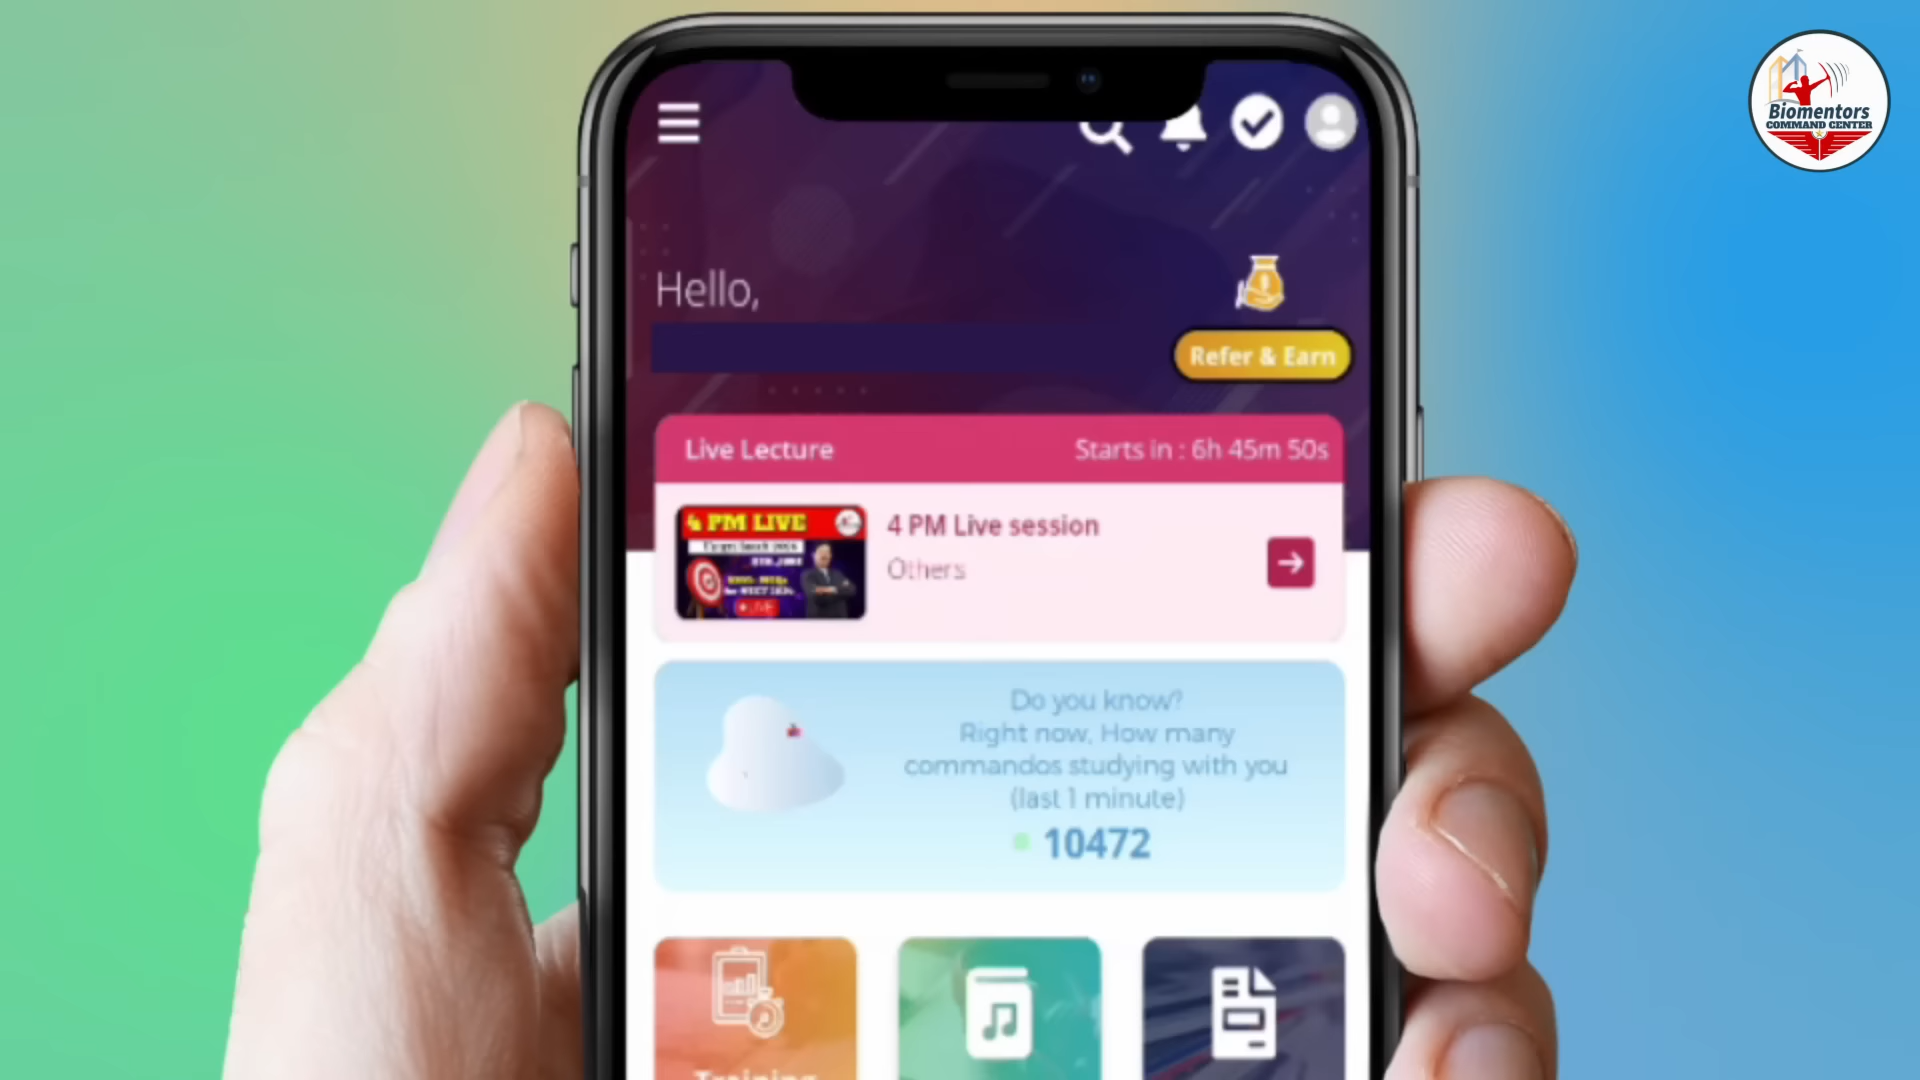 Biomentors
COMMAND CENTER
Hello,
Refer & Earn
Live Lecture
Starts in : 6h 45m 50s
4 PM LIVE
4 PM Live session
Others
LIVE
Do you know?
Right now, How many
commandos studying with you
(last 1 minute)
10472